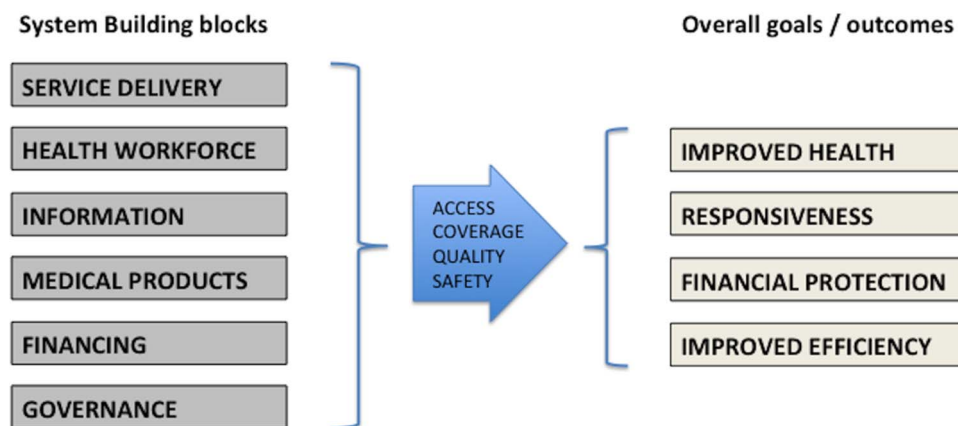 System Building blocks
SERVICE DELIVERY
HEALTH WORKFORCE
INFORMATION
MEDICAL PRODUCTS
FINANCING
GOVERNANCE
ACCESS
COVERAGE
QUALITY
SAFETY
Overall goals / outcomes
IMPROVED HEALTH
RESPONSIVENESS
FINANCIAL PROTECTION
IMPROVED EFFICIENCY